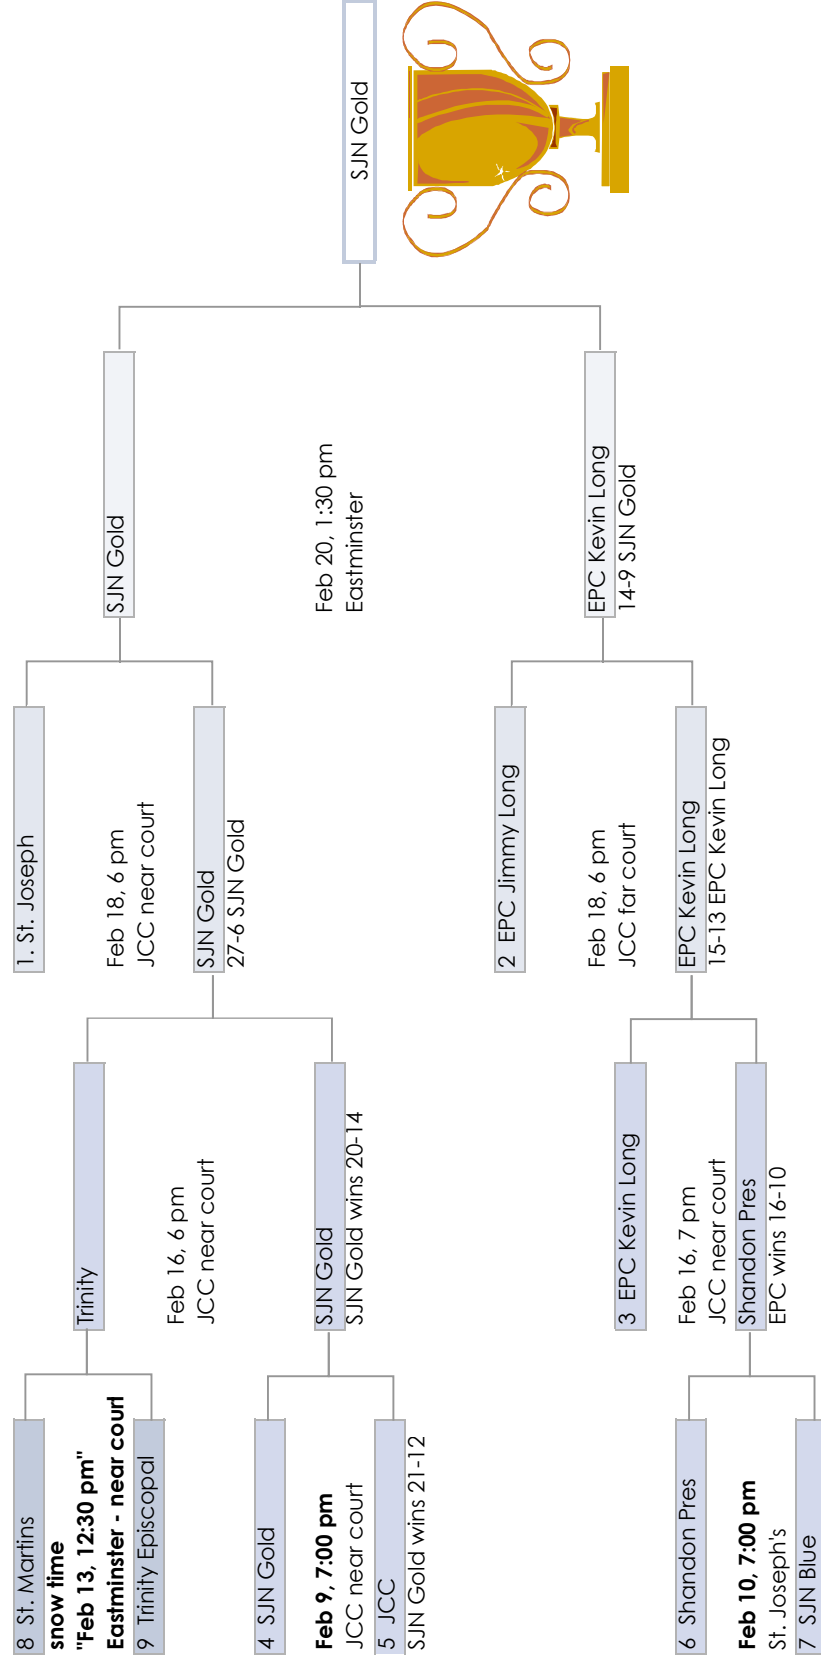 8 St. Martins
snow time
"Feb 13, 12:30 pm"
Eastminster - near court
9 Trinity Episcopal
4 SJN Gold
Feb 9, 7:00 pm
JCC near court
5 JCC
SJN Gold wins 21-12
6 Shandon Pres
Feb 10, 7:00 pm
St. Joseph's
7 SJN Blue
Trinity
Feb 16, 6 pm
JCC near court
SJN Gold
SJN Gold wins 20-14
3 EPC Kevin Long
Feb 16, 7 pm
JCC near court
Shandon Pres
EPC wins 16-10
1. St. Joseph
Feb 18, 6 pm
JCC near court
SJN Gold
27-6 SJN Gold
2 EPC Jimmy Long
Feb 18, 6 pm
JCC far court
EPC Kevin Long
15-13 EPC Kevin Long
SJN Gold
Feb 20, 1:30 pm
Eastminster
EPC Kevin Long
14-9 SJN Gold
SJN Gold